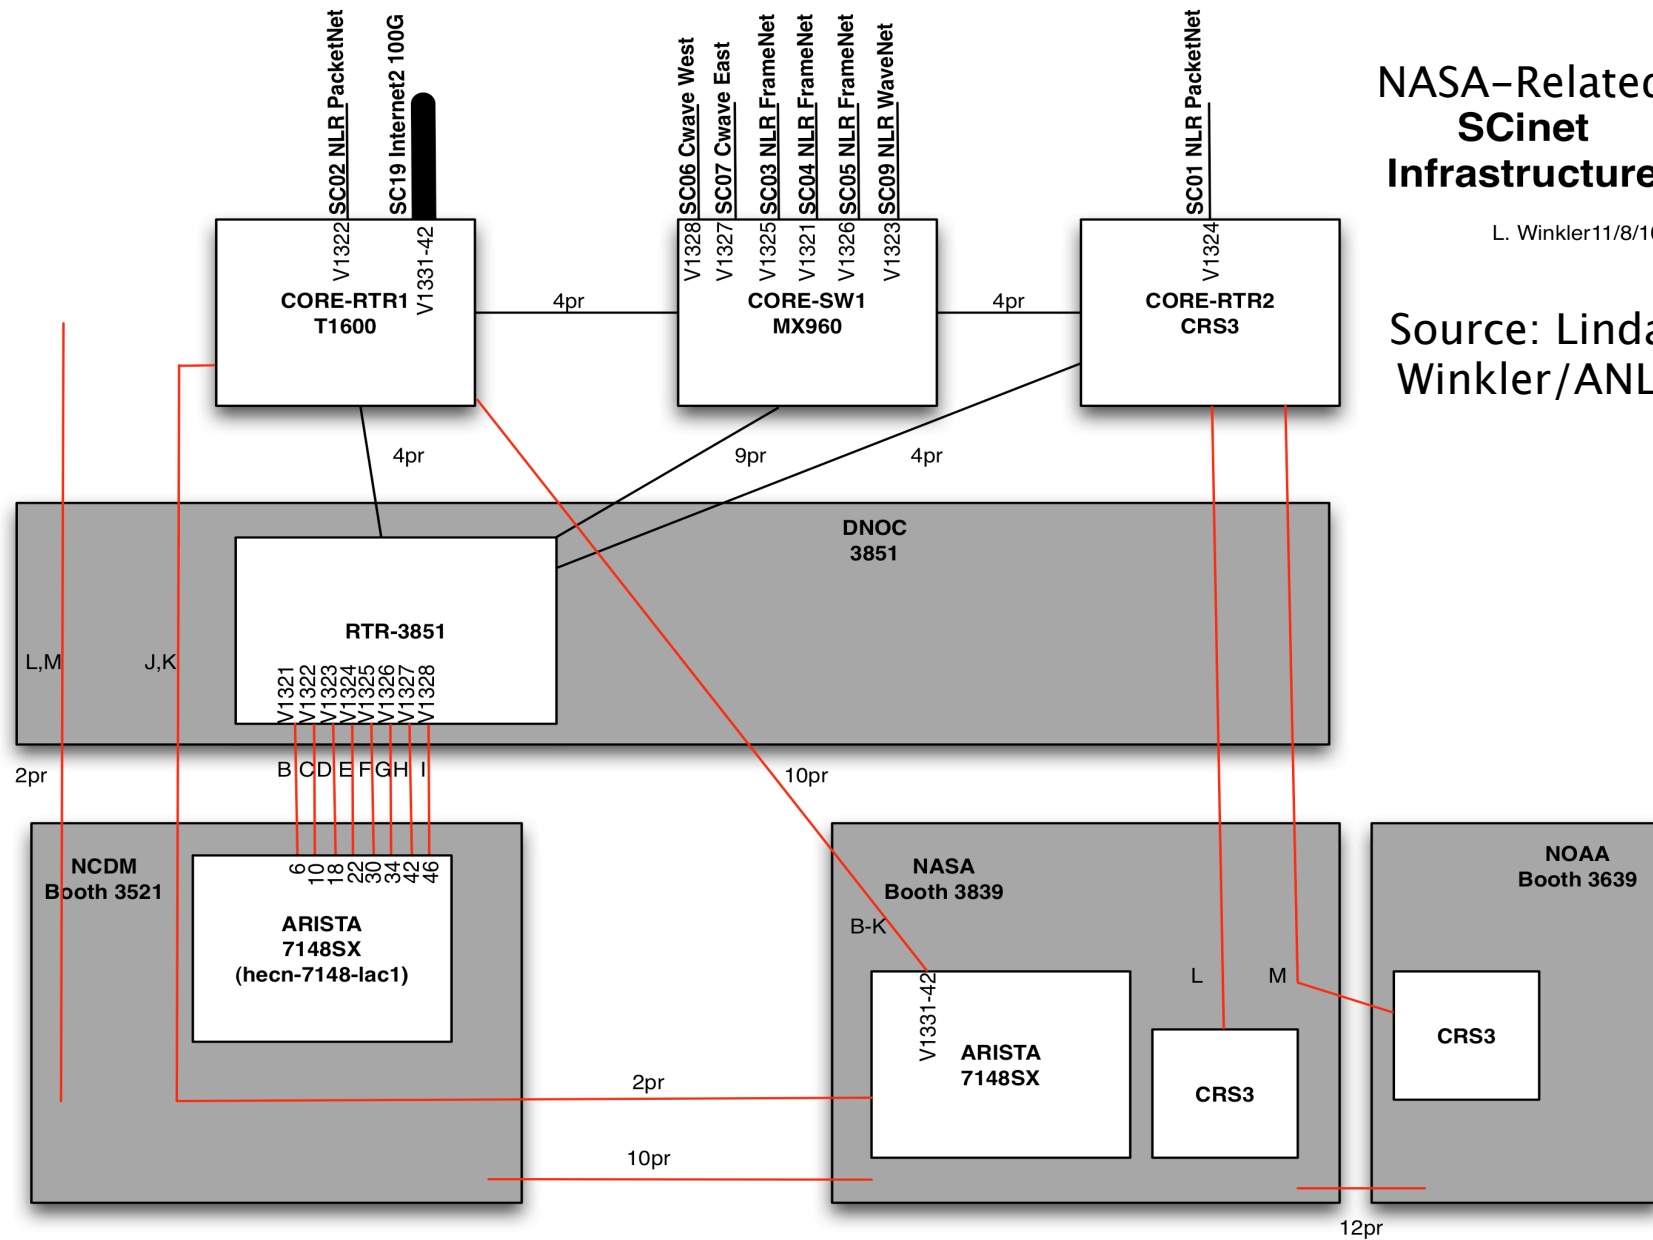 SC02 NLR PacketNet
SC19 Internet2 100G
SC06 Cwave West
SC07 Cwave East
SC03 NLR FrameNet
SC04 NLR FrameNet
SC05 NLR FrameNet
SC09 NLR WaveNet
SC01 NLR PacketNet
NASA-Related
SCinet
Infrastructure
L. Winkler11/8/10
Source: Linda
Winkler/ANL
V1322
V1331-42
CORE-RTR1
T1600
4pr
V1328
V1327
V1325
V1321
V1326
V1323
CORE-SW1
MX960
4pr
V1324
CORE-RTR2
CRS3
4pr
9pr
4pr
DNOC
3851
RTR-3851
L,M
J,K
V1321
V1322
V1323
V1324
V1325
V1326
V1327
V1328
2pr
B
C
D
E
F
G
H
I
10pr
NCDM
Booth 3521
6
10
18
22
30
34
42
46
ARISTA
7148SX
(hecn-7148-lac1)
NASA
Booth 3839
B-K
V1331-42
ARISTA
7148SX
L
M
CRS3
NOAA
Booth 3639
CRS3
2pr
10pr
12pr